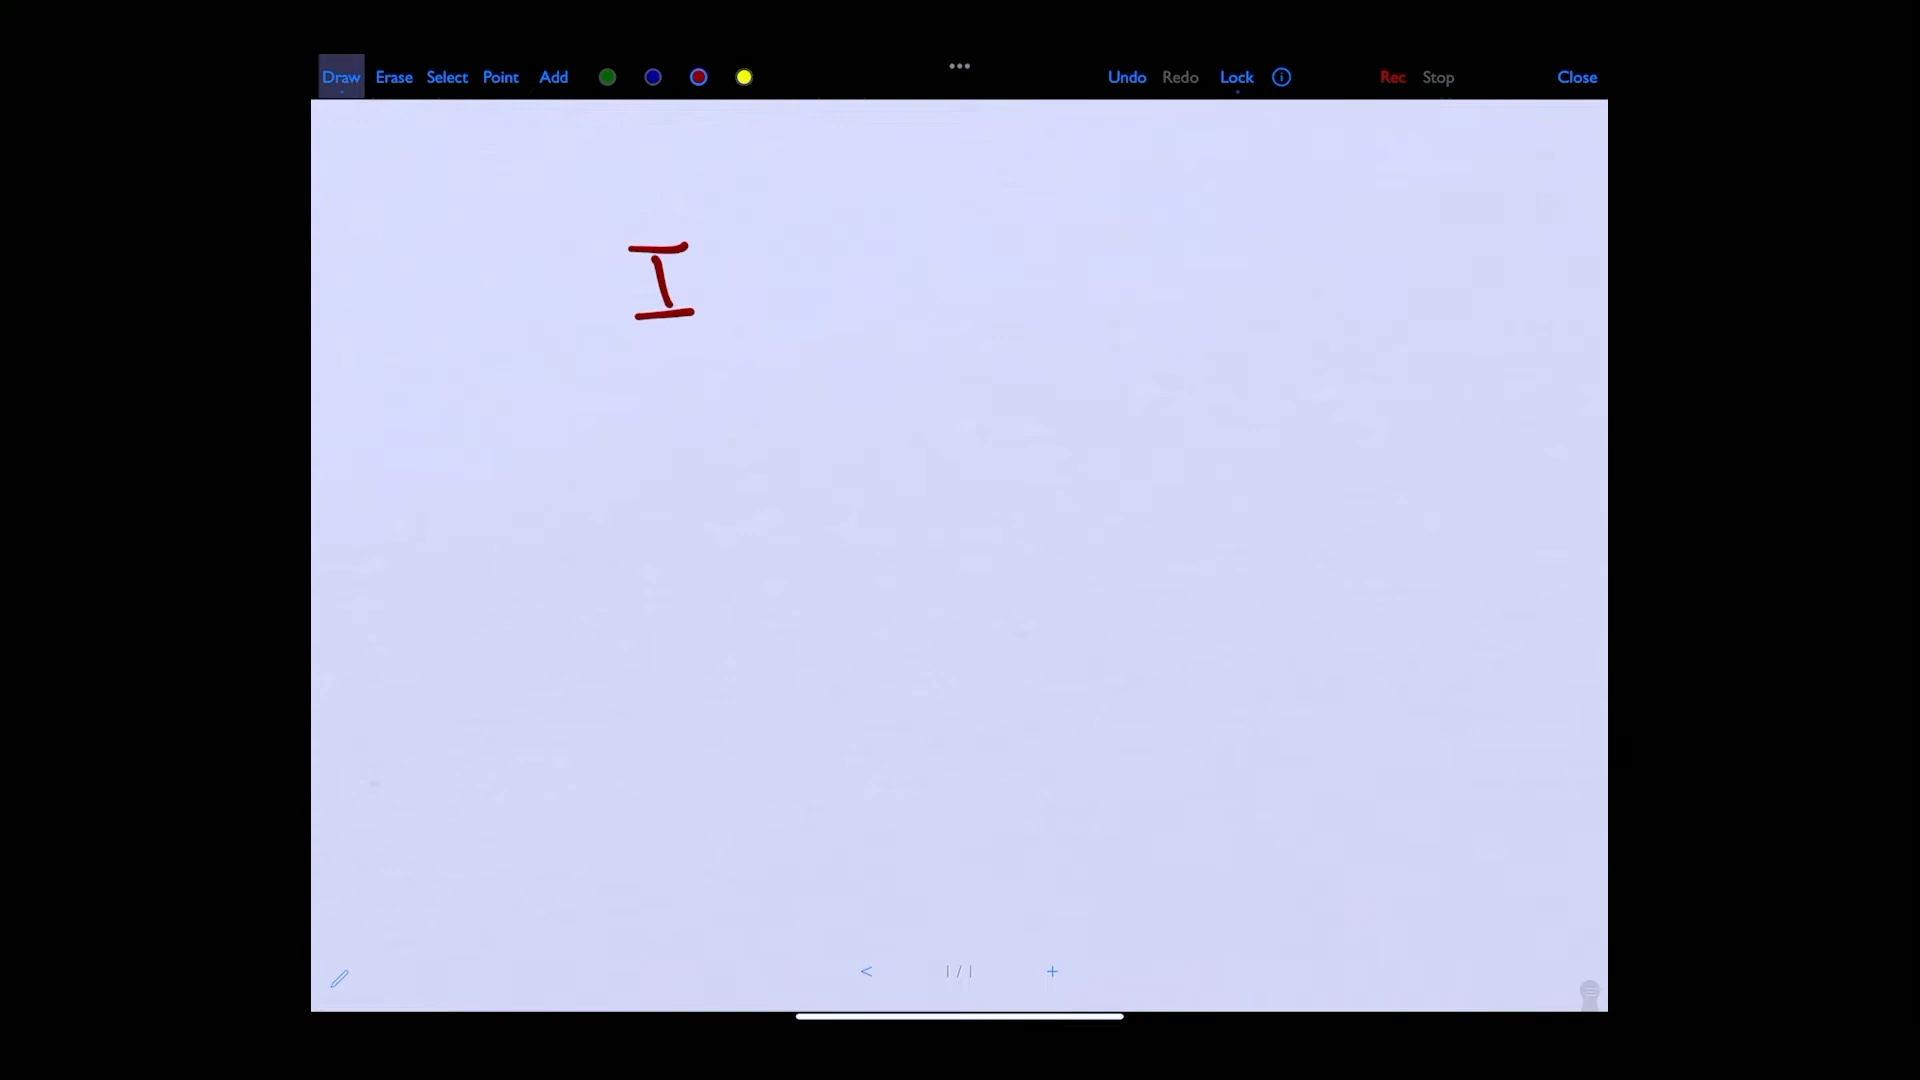 Draw Erase Select Point Add Undo Redo Lock Rec Stop Close
I
< 1 / 1 +